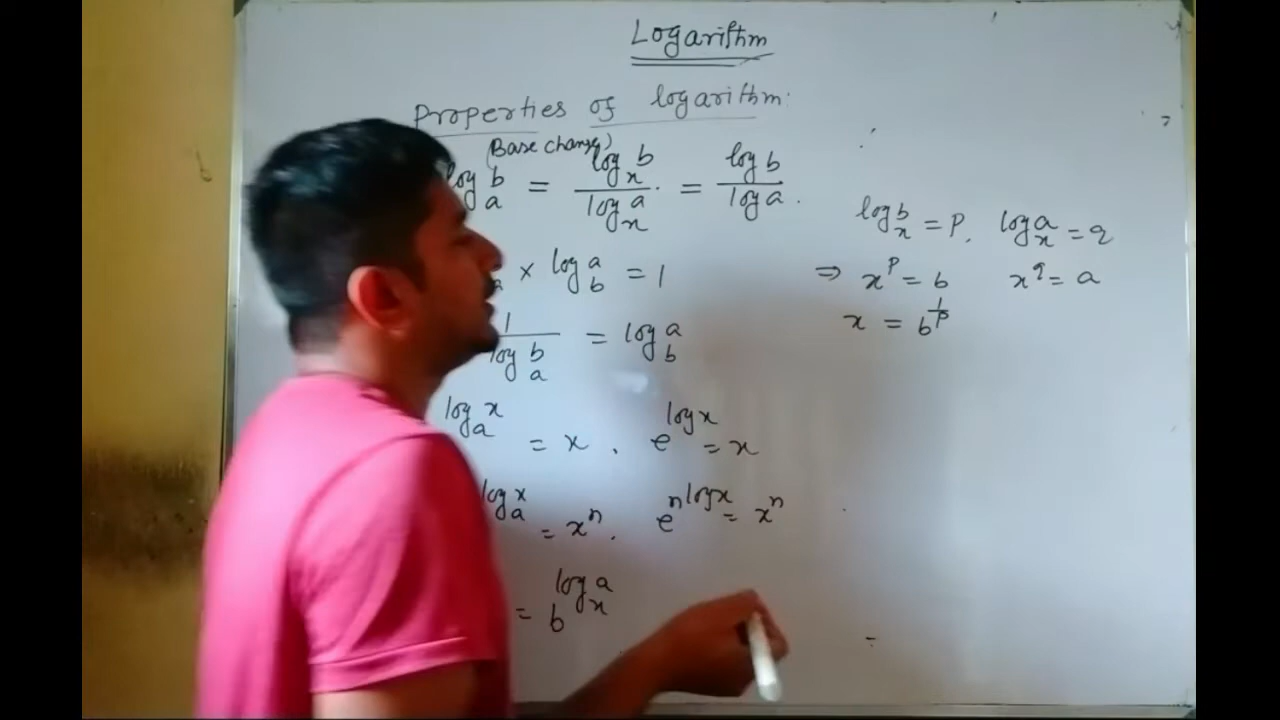 Logarithm
Properties of logarithm:
(Base change)
log_a b = log_x b / log_x a = log b / log a.
a × log_b a = 1
1 / log_a b = log_b a
log_a x = x . e^{log x} = x
log_a x = x^n . e^{n log x} = x^n
= b^{log_x a}
log_x b = p, log_x a = q
⇒ x^p = b x^q = a
x = b^{1/p}